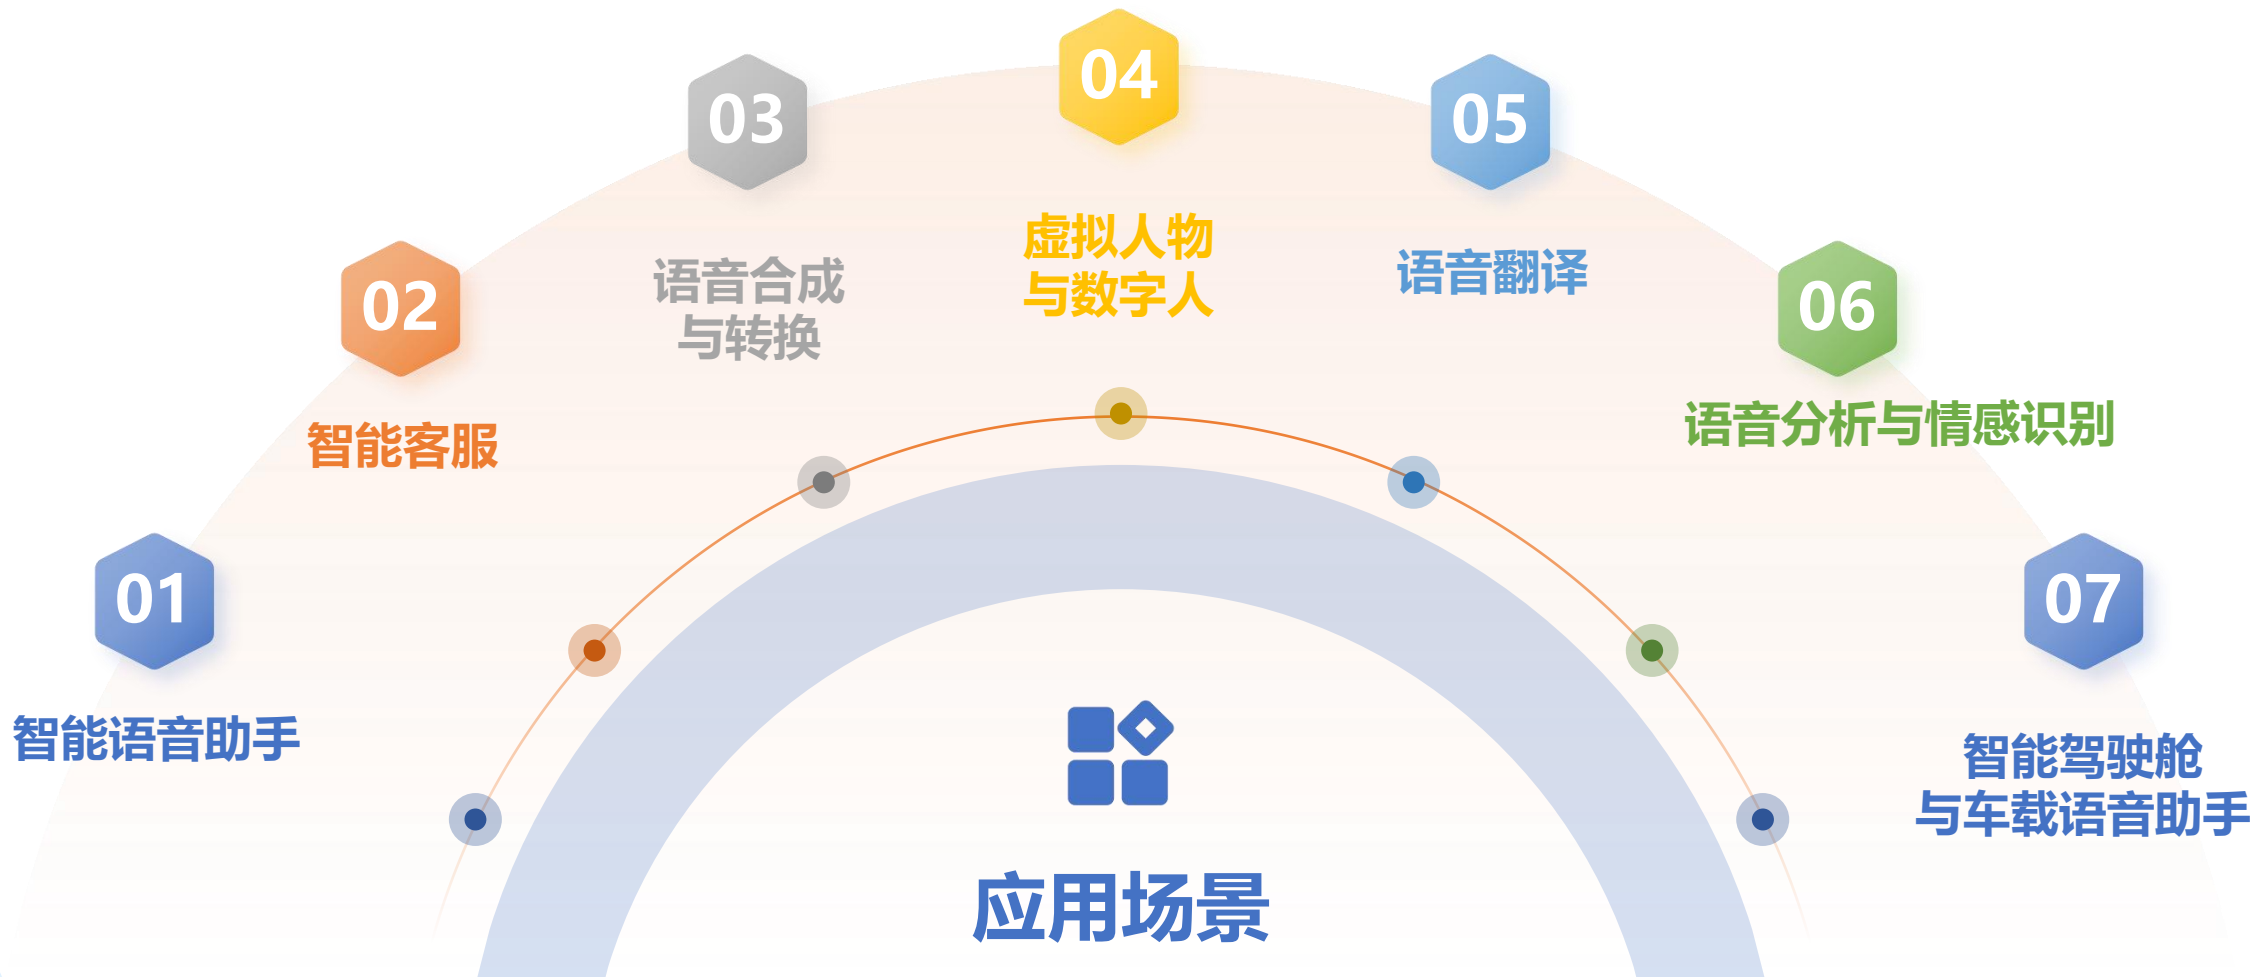 01
智能语音助手
02
智能客服
03
语音合成
与转换
04
虚拟人物
与数字人
05
语音翻译
06
语音分析与情感识别
07
智能驾驶舱
与车载语音助手
应用场景